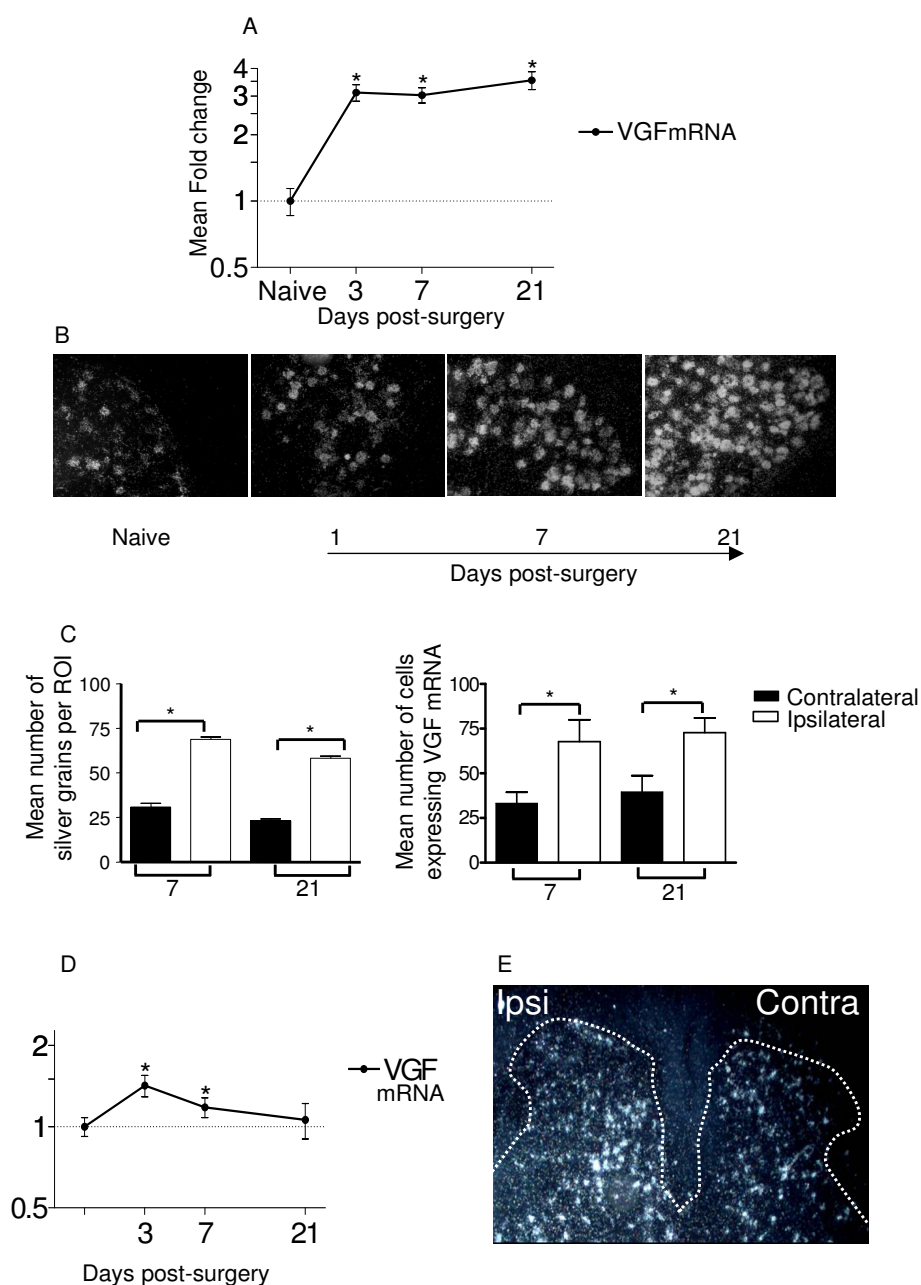 A
Mean Fold change
4
3
2
1
0.5
* * *
VGFmRNA
Naive 3 7 21
Days post-surgery
B
Naive 1 7 21
Days post-surgery
C
Mean number of
silver grains per ROI
100
75
50
25
0
* *
7 21
Mean number of cells
expressing VGF mRNA
100
75
50
25
0
* *
7 21
Contralateral
Ipsilateral
D
2
1
0.5
* *
VGF
mRNA
3 7 21
Days post-surgery
E
Ipsi Contra